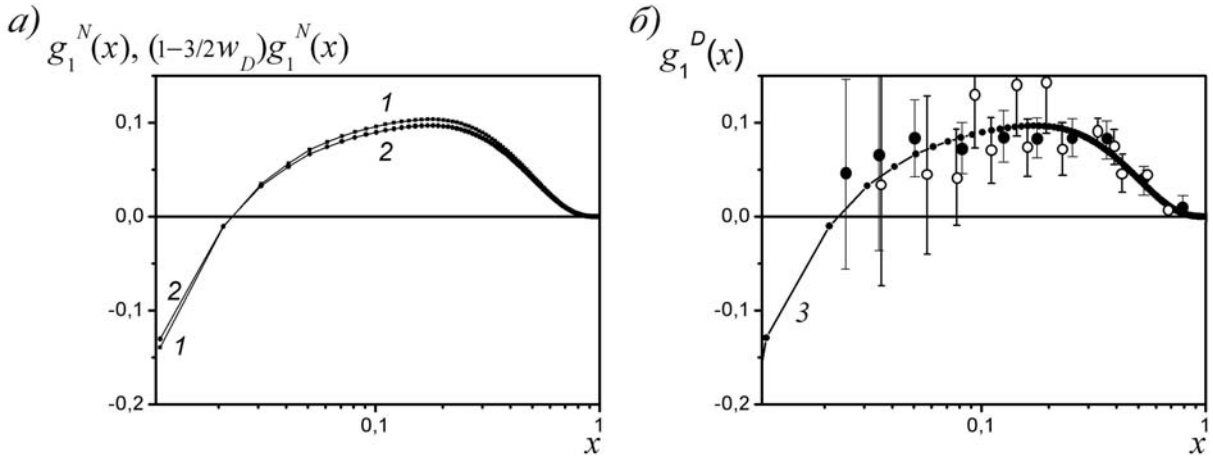 а)
g₁ᴺ(x), (1−3/2w_D)g₁ᴺ(x)
0,1
0,0
-0,1
-0,2
1
2
2
1
0,1
1
x
б)
g₁ᴰ(x)
0,1
0,0
-0,1
-0,2
3
0,1
1
x